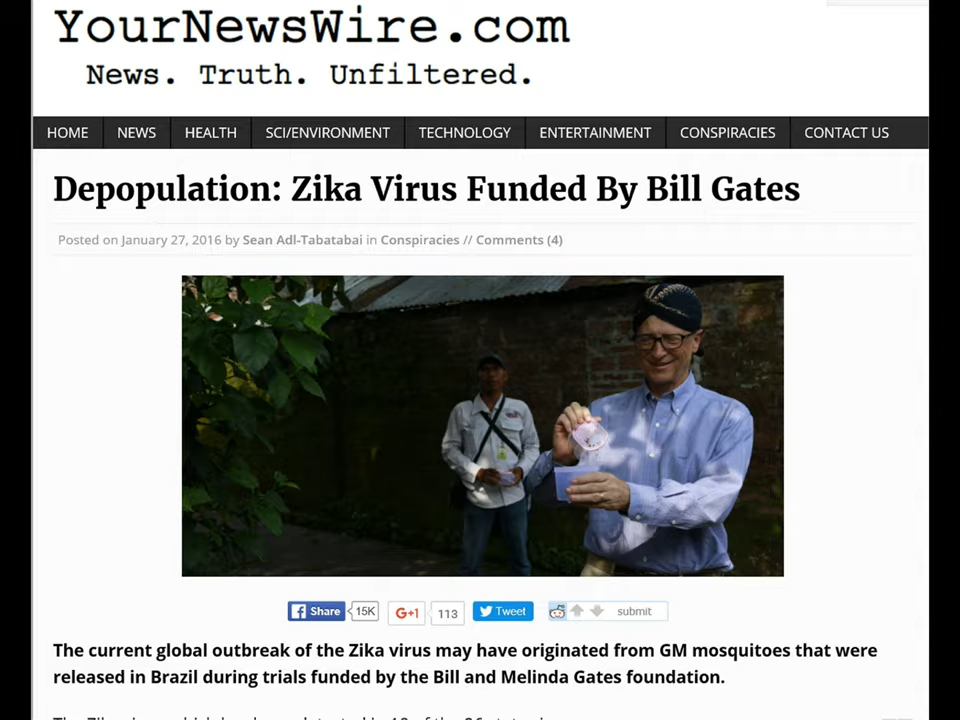 YourNewsWire.com
News. Truth. Unfiltered.
HOME NEWS HEALTH SCI/ENVIRONMENT TECHNOLOGY ENTERTAINMENT CONSPIRACIES CONTACT US
Depopulation: Zika Virus Funded By Bill Gates
Posted on January 27, 2016 by Sean Adl-Tabatabai in Conspiracies // Comments (4)
Share 15K G+1 113 Tweet submit
The current global outbreak of the Zika virus may have originated from GM mosquitoes that were
released in Brazil during trials funded by the Bill and Melinda Gates foundation.